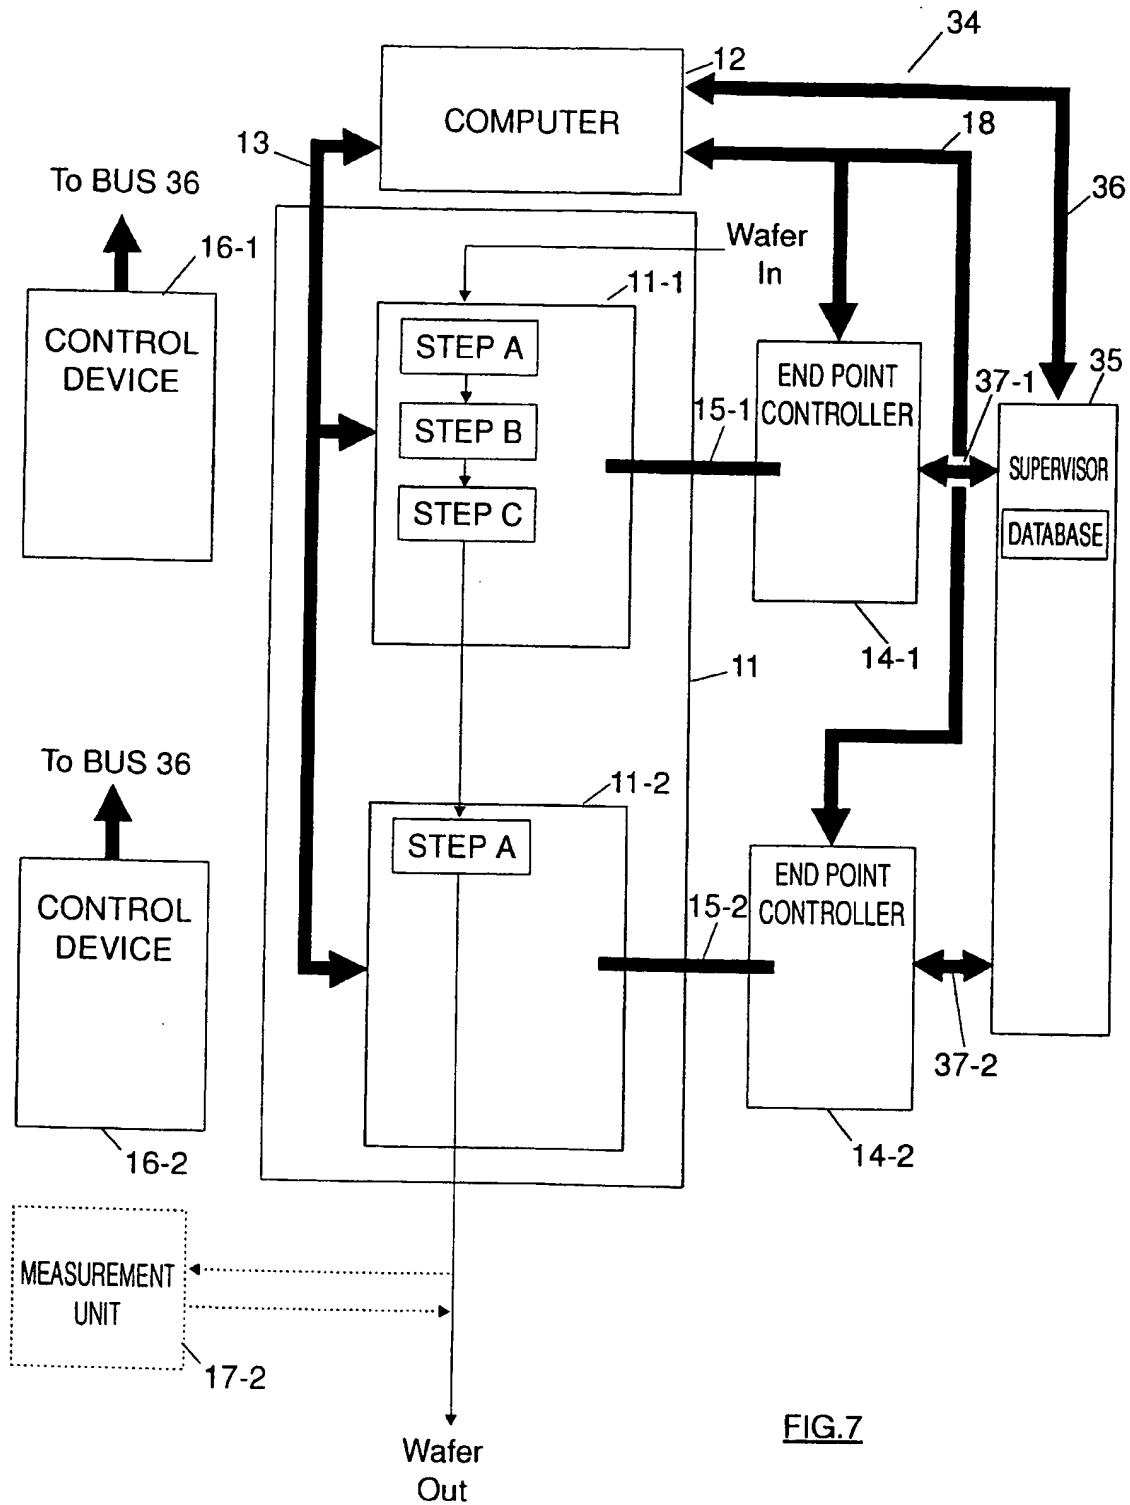 34
12
COMPUTER
13
18
To BUS 36
36
16-1
Wafer
In
11-1
CONTROL
DEVICE
STEP A
END POINT
CONTROLLER
35
37-1
15-1
STEP B
SUPERVISOR
STEP C
DATABASE
14-1
11
To BUS 36
11-2
STEP A
END POINT
CONTROLLER
CONTROL
DEVICE
15-2
37-2
16-2
14-2
MEASUREMENT
UNIT
17-2
FIG.7
Wafer
Out